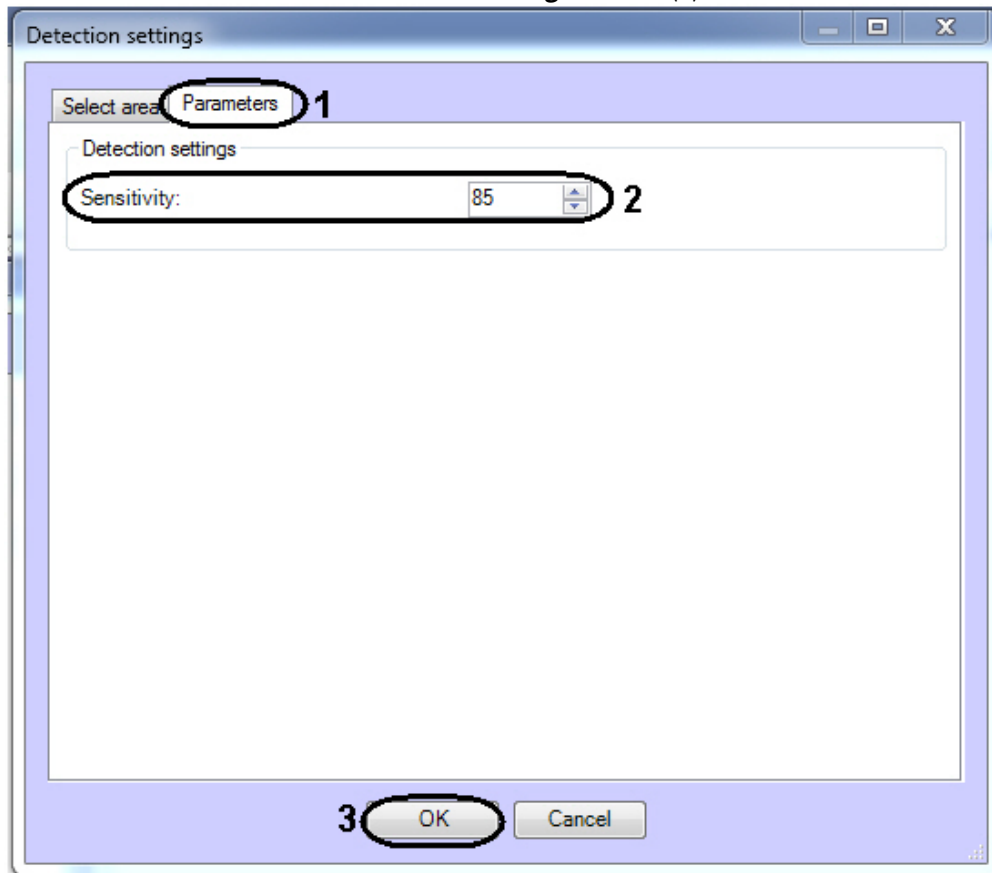 Detection settings
Select area Parameters 1
Detection settings
Sensitivity: 85 2
3 OK Cancel